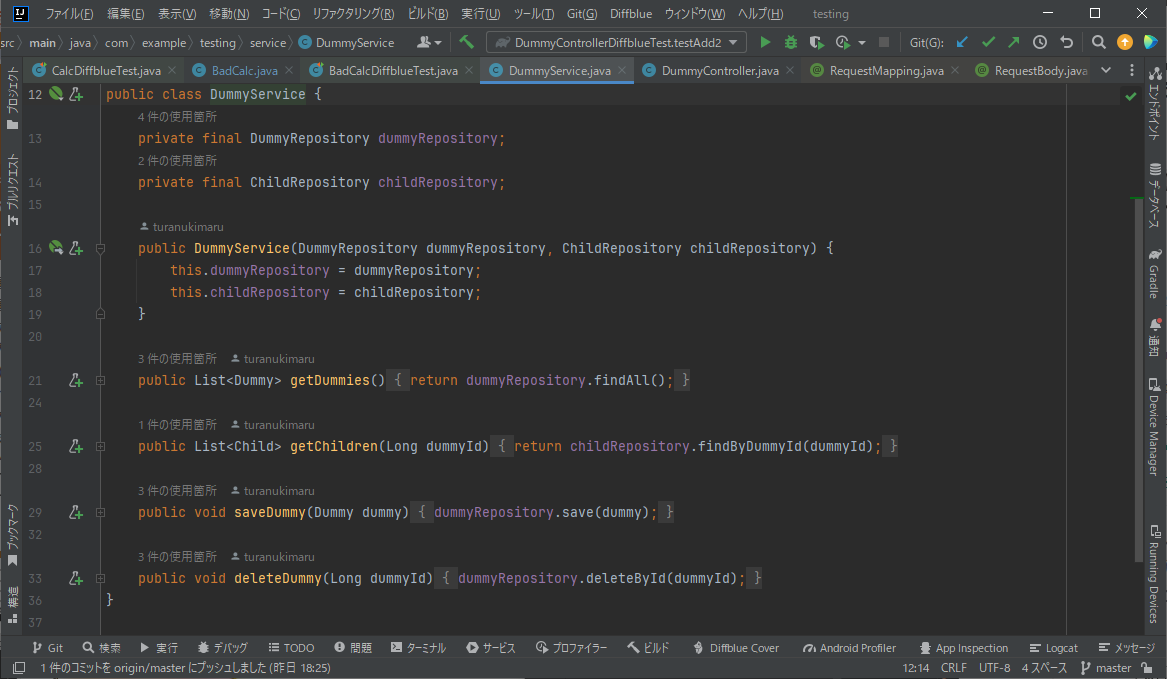 IJ ファイル(F) 編集(E) 表示(V) 移動(N) コード(C) リファクタリング(R) ビルド(B) 実行(U) ツール(T) Git(G) Diffblue ウィンドウ(W) ヘルプ(H) testing
src main java com example testing service DummyService DummyControllerDiffblueTest.testAdd2 Git(G):
CalcDiffblueTest.java BadCalc.java BadCalcDiffblueTest.java DummyService.java DummyController.java RequestMapping.java RequestBody.java
プロジェクト
プルリクエスト
ブックマーク
構造
12 public class DummyService {
4 件の使用箇所
13 private final DummyRepository dummyRepository;
2 件の使用箇所
14 private final ChildRepository childRepository;
15
turanukimaru
16 public DummyService(DummyRepository dummyRepository, ChildRepository childRepository) {
17 this.dummyRepository = dummyRepository;
18 this.childRepository = childRepository;
19 }
20
3 件の使用箇所 turanukimaru
21 public List<Dummy> getDummies() { return dummyRepository.findAll(); }
24
1 件の使用箇所 turanukimaru
25 public List<Child> getChildren(Long dummyId) { return childRepository.findByDummyId(dummyId); }
28
3 件の使用箇所 turanukimaru
29 public void saveDummy(Dummy dummy) { dummyRepository.save(dummy); }
32
3 件の使用箇所 turanukimaru
33 public void deleteDummy(Long dummyId) { dummyRepository.deleteById(dummyId); }
36 }
37
エンドポイント
データベース
Gradle
通知
Device Manager
Running Devices
Git 検索 実行 デバッグ TODO 問題 ターミナル サービス プロファイラー ビルド Diffblue Cover Android Profiler App Inspection Logcat メッセージ
1 件のコミットを origin/master にプッシュしました (昨日 18:25) 12:14 CRLF UTF-8 4 スペース master